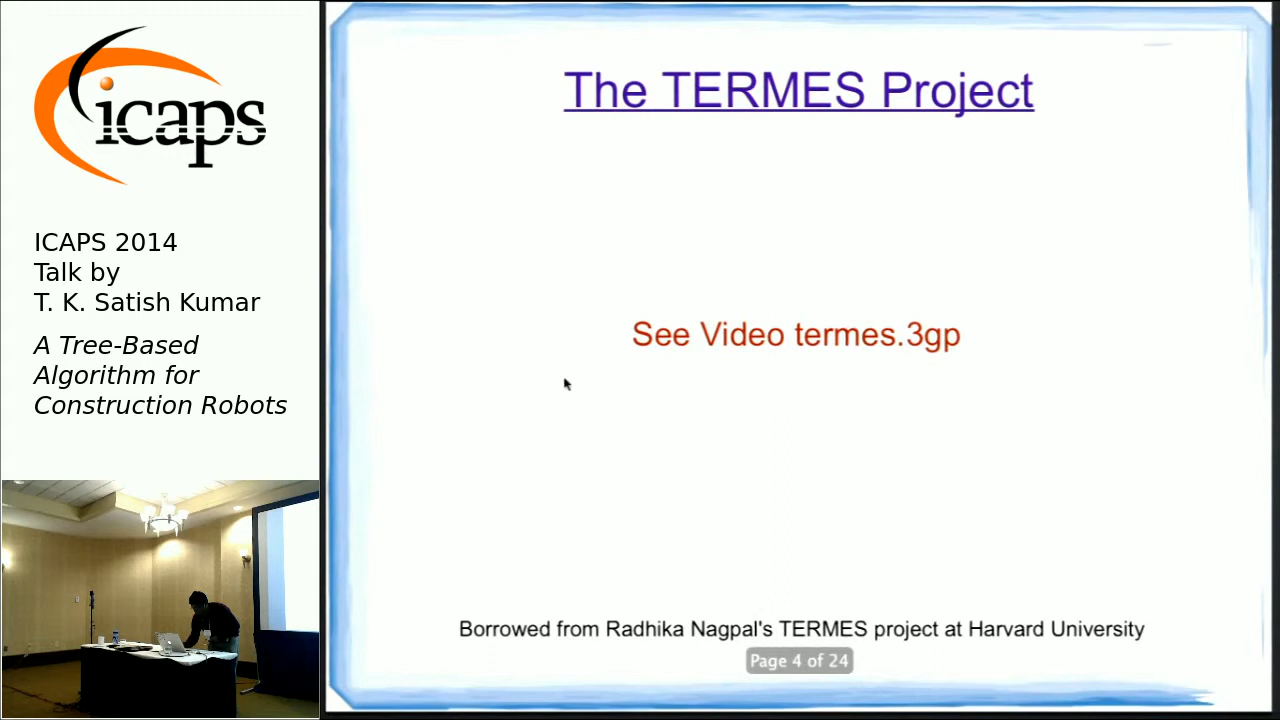 icaps
ICAPS 2014
Talk by
T. K. Satish Kumar
A Tree-Based
Algorithm for
Construction Robots
The TERMES Project
See Video termes.3gp
Borrowed from Radhika Nagpal's TERMES project at Harvard University
Page 4 of 24